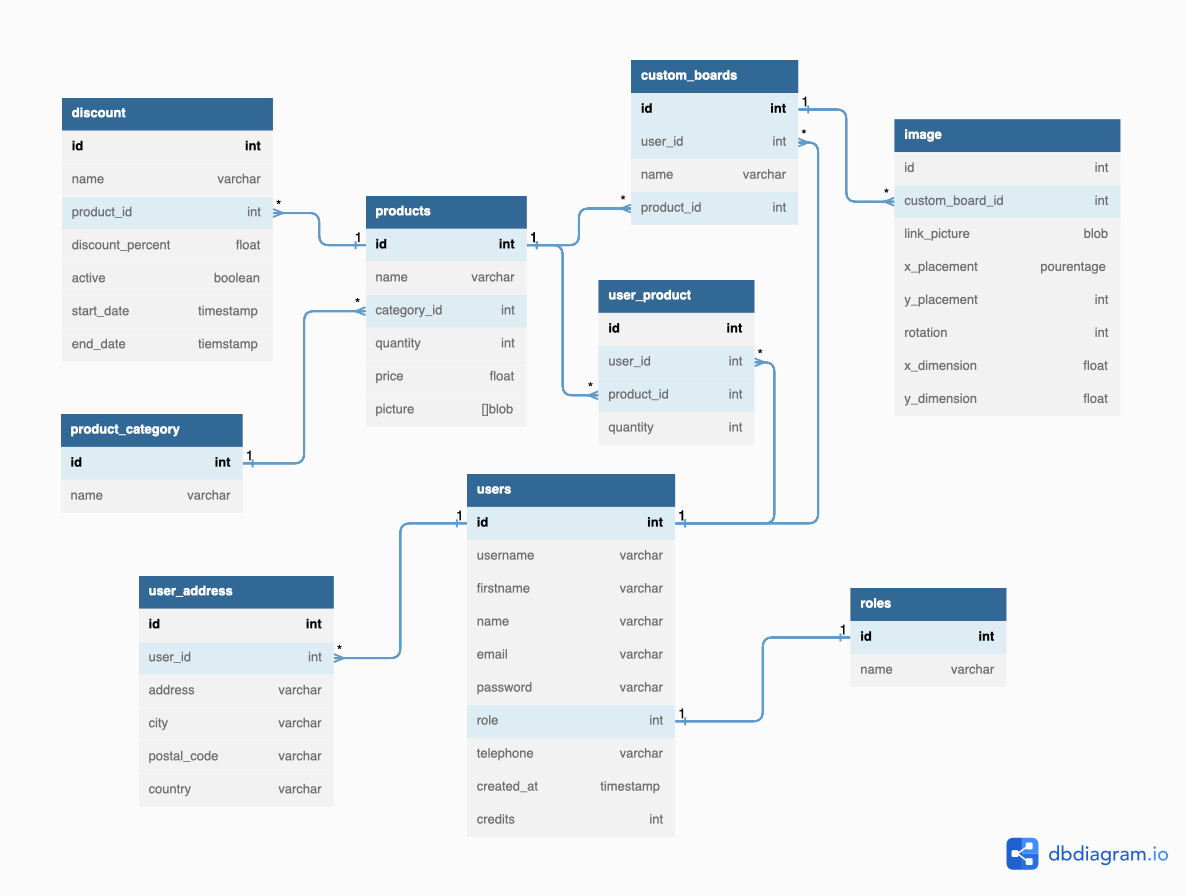 custom_boards
id int
user_id int
name varchar
product_id int
discount
id int
name varchar
product_id int
discount_percent float
active boolean
start_date timestamp
end_date tiemstamp
image
id int
custom_board_id int
link_picture blob
x_placement pourentage
y_placement int
rotation int
x_dimension float
y_dimension float
products
id int
name varchar
category_id int
quantity int
price float
picture []blob
user_product
id int
user_id int
product_id int
quantity int
product_category
id int
name varchar
users
id int
username varchar
firstname varchar
name varchar
email varchar
password varchar
role int
telephone varchar
created_at timestamp
credits int
user_address
id int
user_id int
address varchar
city varchar
postal_code varchar
country varchar
roles
id int
name varchar
1
*
*
1
*
1
*
1
*
*
*
1
1
1
*
1
1
dbdiagram.io